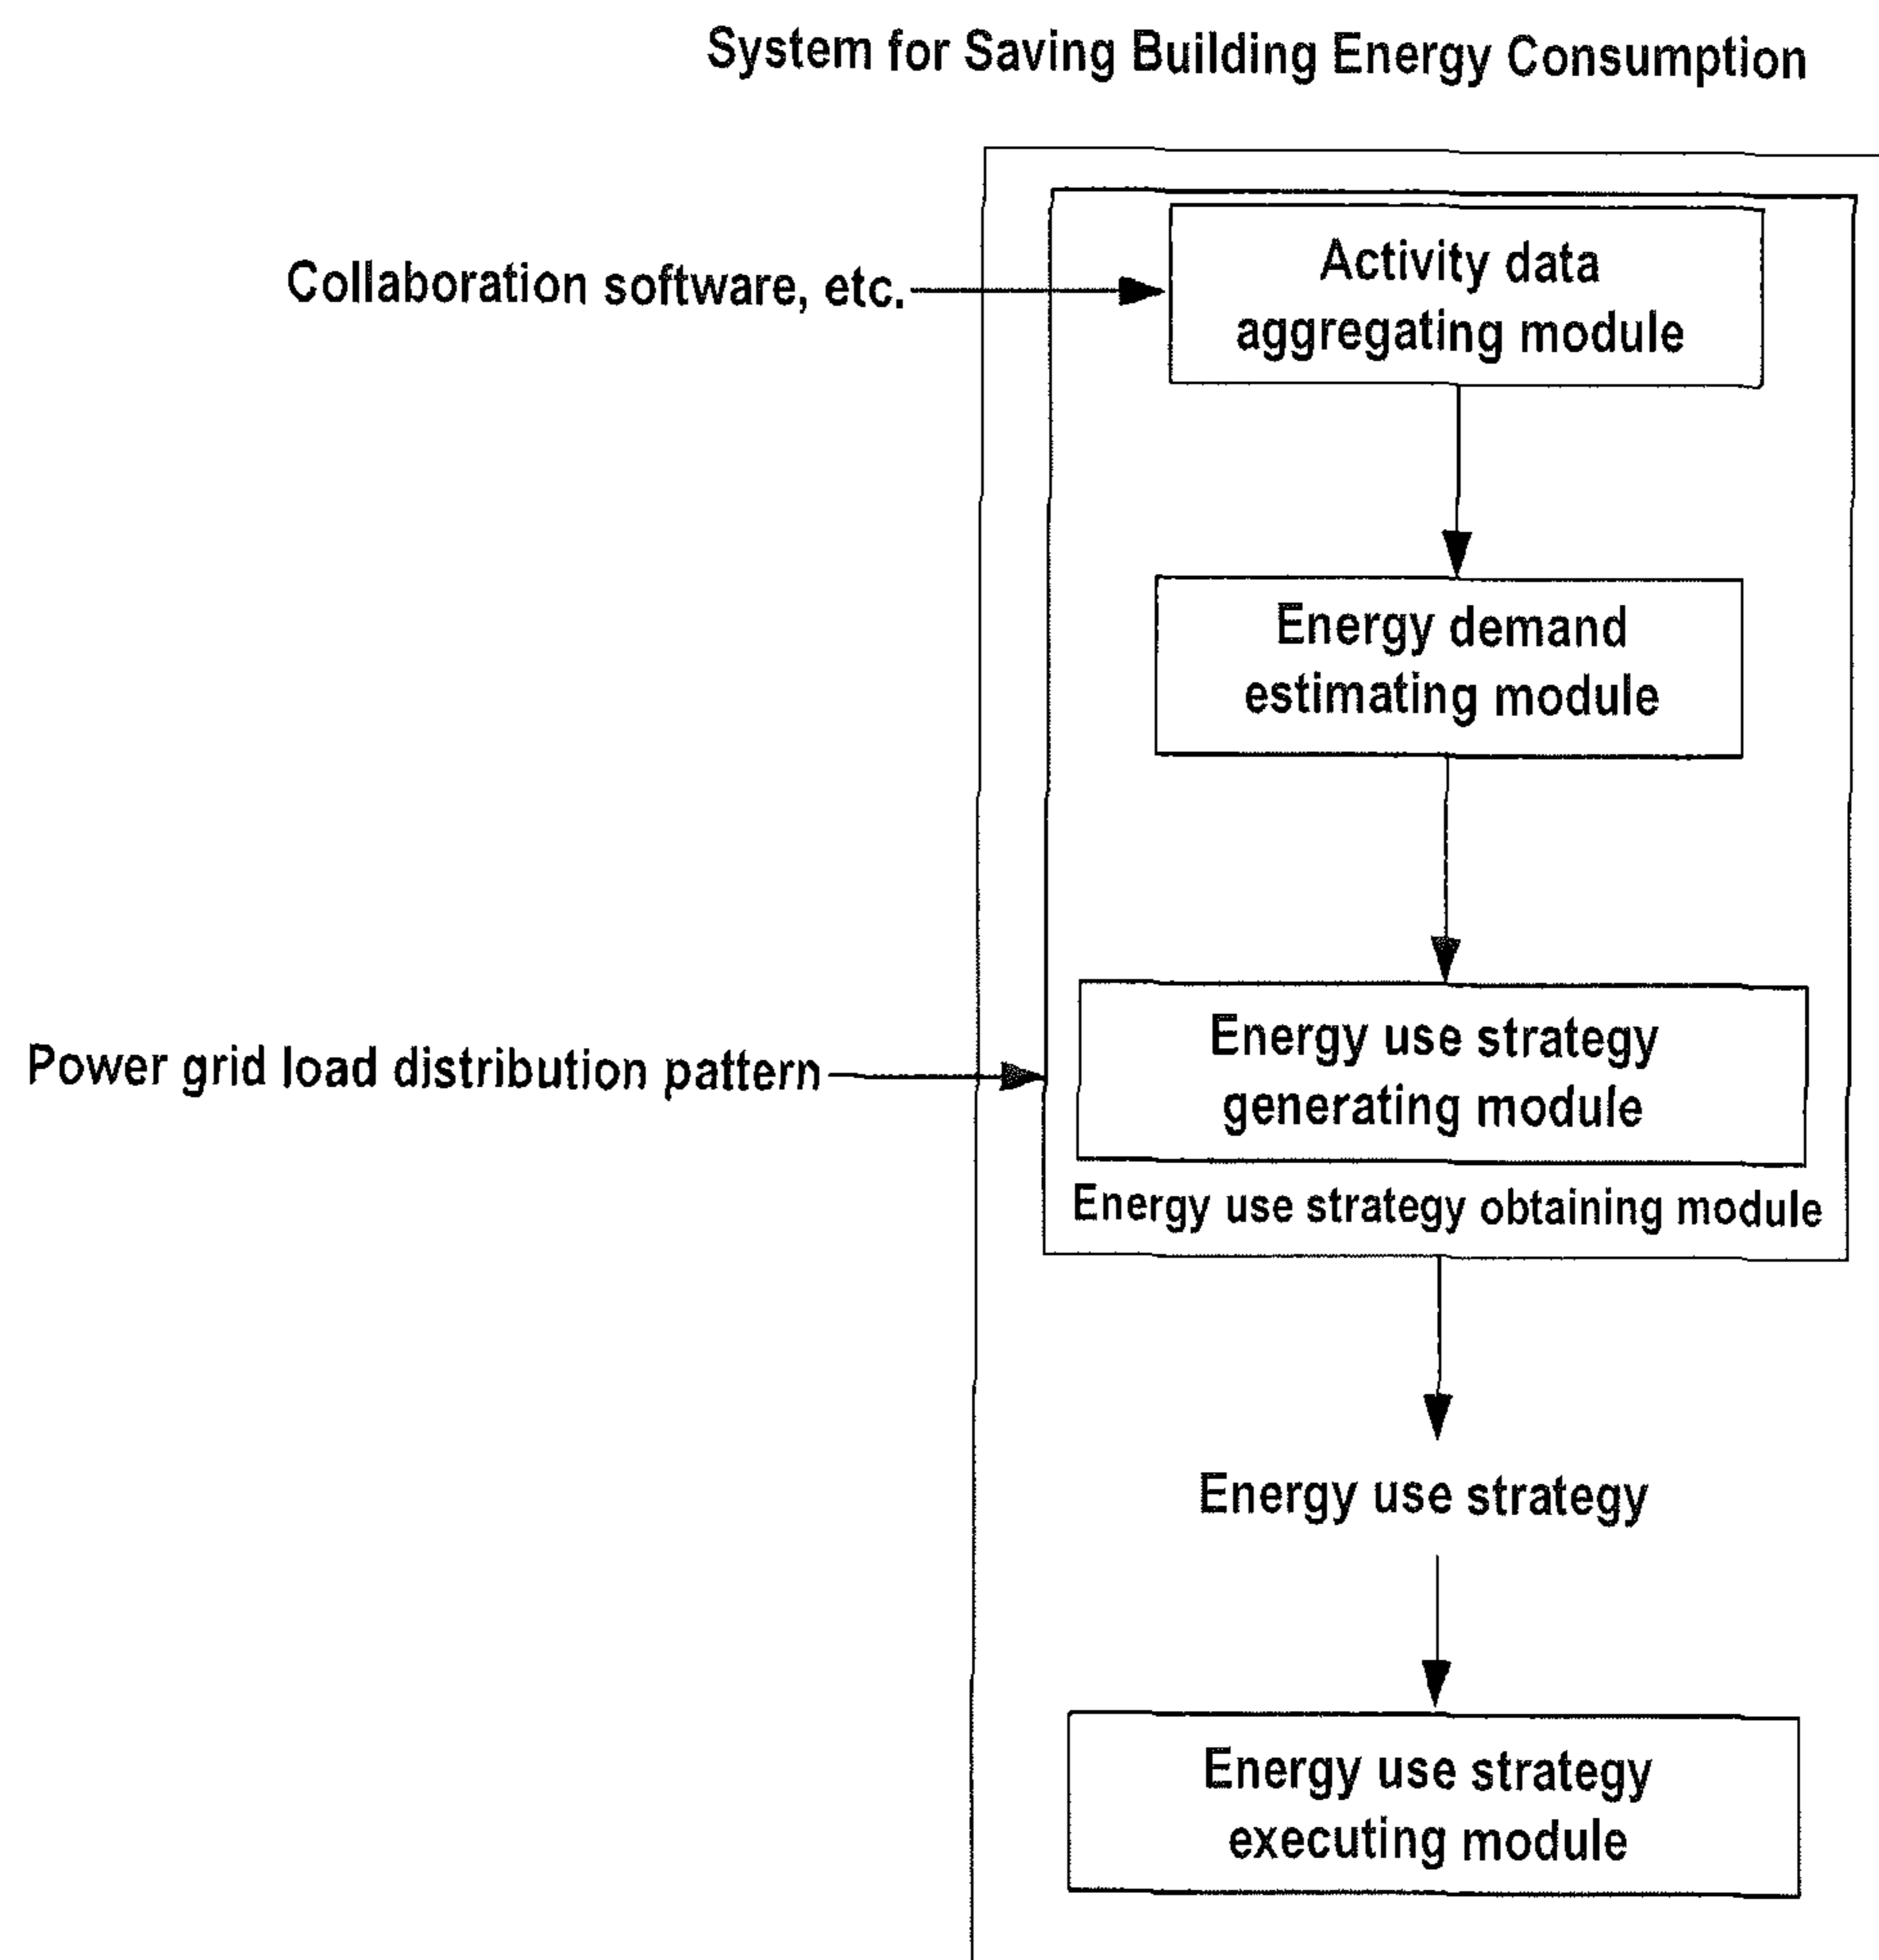 System for Saving Building Energy Consumption
Collaboration software, etc.
Activity data
aggregating module
Energy demand
estimating module
Power grid load distribution pattern
Energy use strategy
generating module
Energy use strategy obtaining module
Energy use strategy
Energy use strategy
executing module